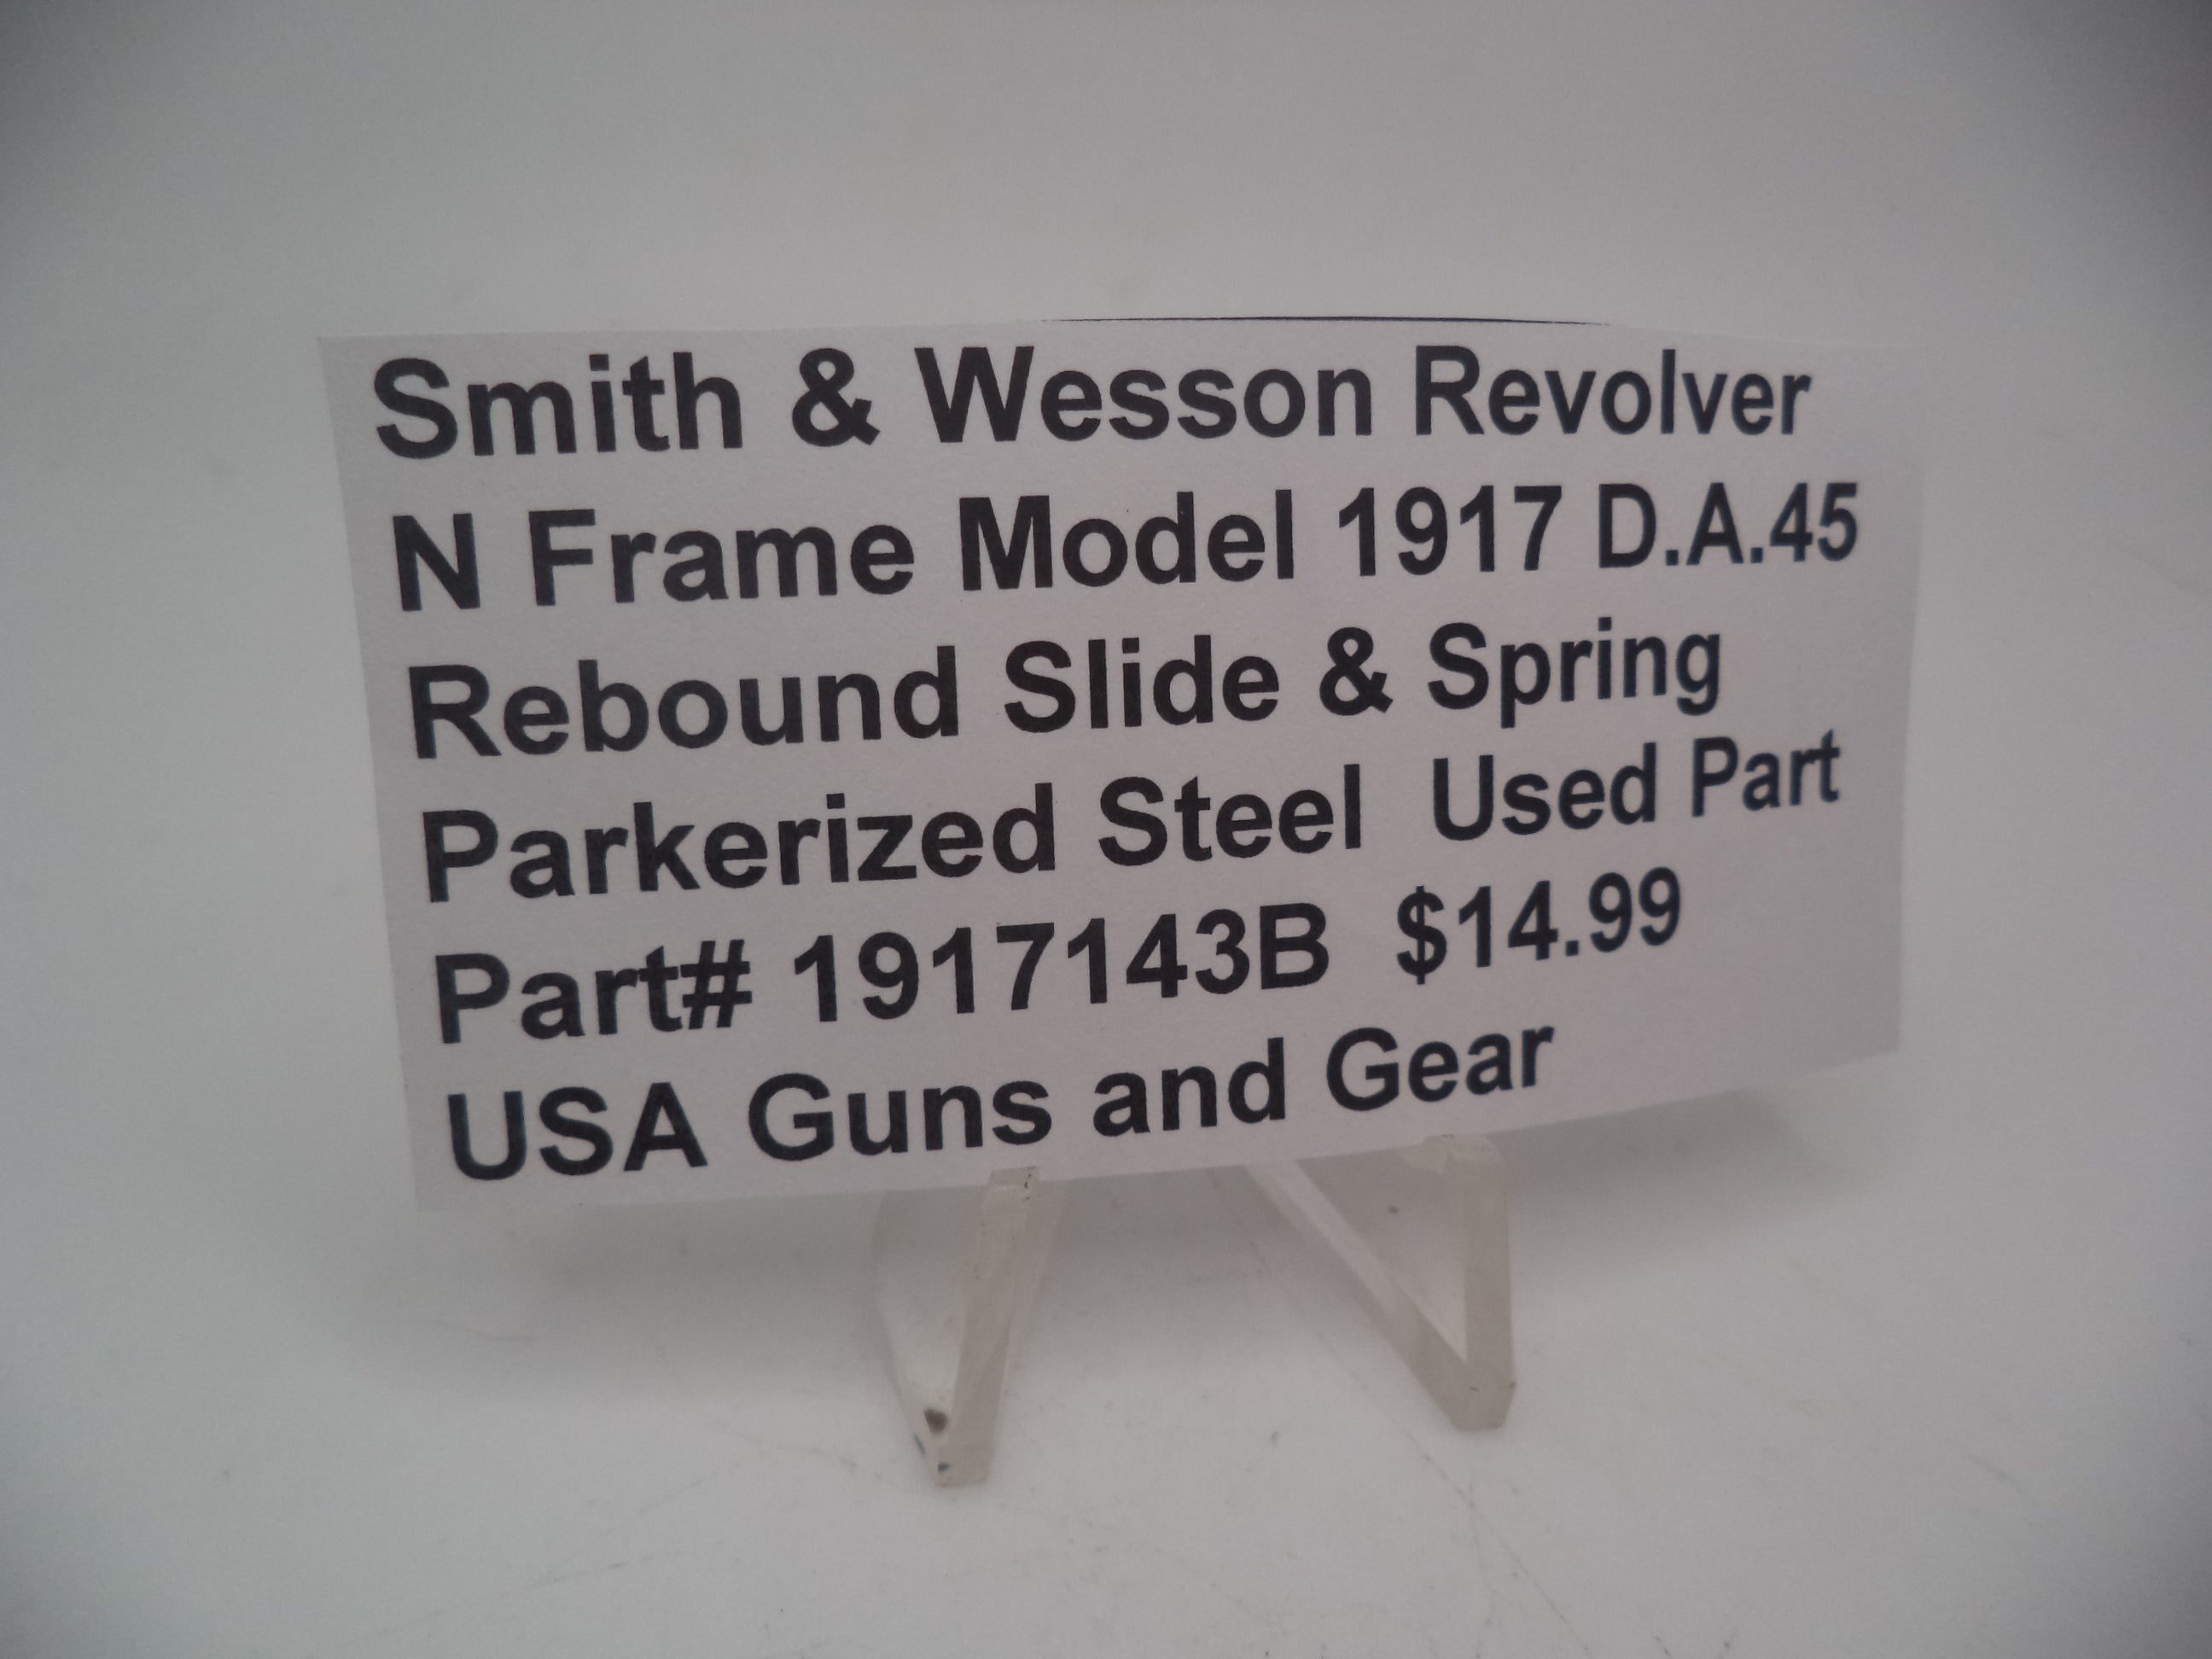 Smith & Wesson Revolver
N Frame Model 1917 D.A.45
Rebound Slide & Spring
Parkerized Steel  Used Part
Part# 1917143B  $14.99
USA Guns and Gear